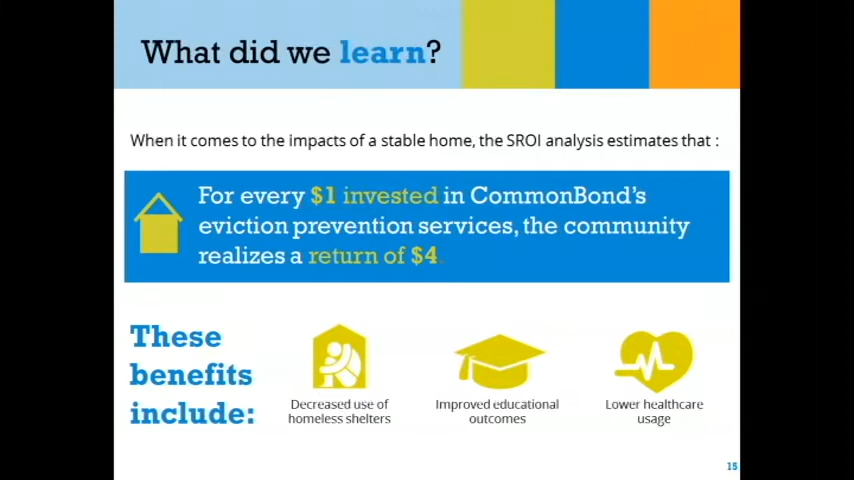 What did we learn?
When it comes to the impacts of a stable home, the SROI analysis estimates that :
For every $1 invested in CommonBond's
eviction prevention services, the community
realizes a return of $4.
These
benefits
include:
Decreased use of
homeless shelters
Improved educational
outcomes
Lower healthcare
usage
15